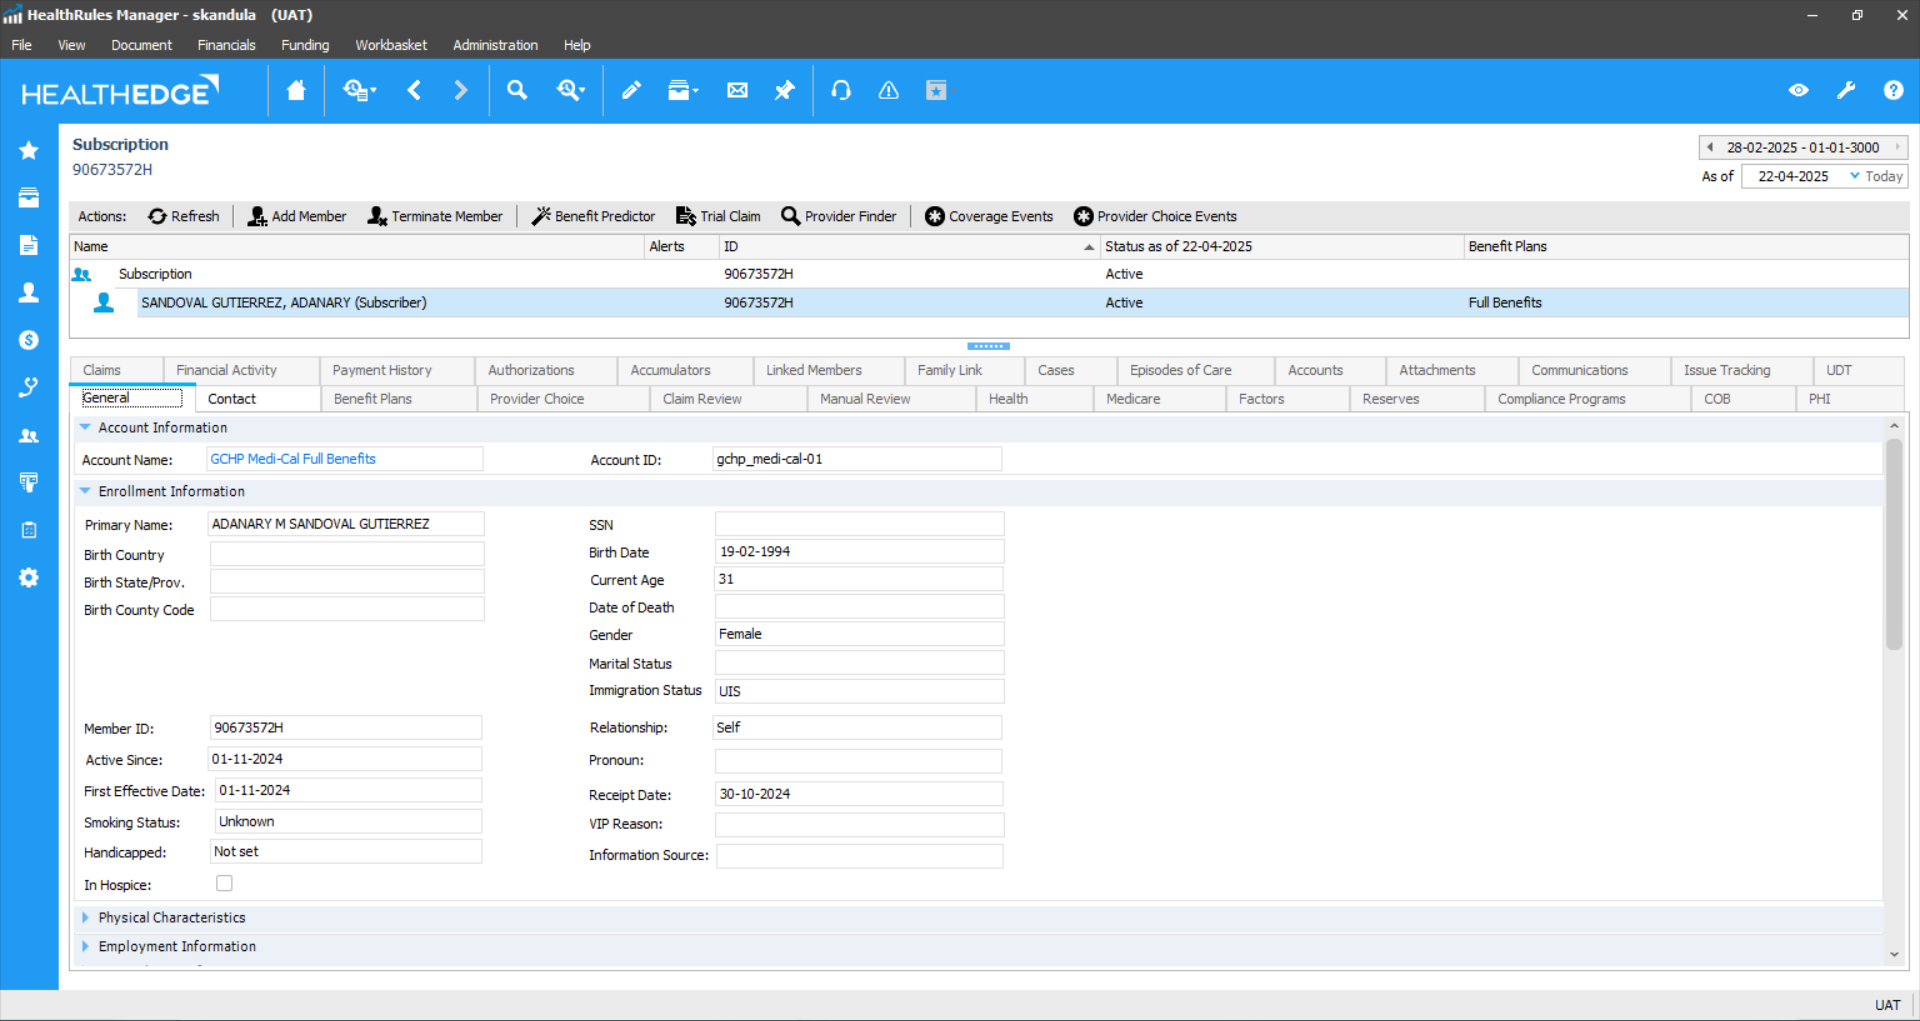 HealthRules Manager - skandula (UAT)
File View Document Financials Funding Workbasket Administration Help
HEALTHEDGE
Subscription
90673572H
28-02-2025 - 01-01-3000
As of 22-04-2025 Today
Actions: Refresh Add Member Terminate Member Benefit Predictor Trial Claim Provider Finder Coverage Events Provider Choice Events
Name Alerts ID Status as of 22-04-2025 Benefit Plans
Subscription 90673572H Active
SANDOVAL GUTIERREZ, ADANARY (Subscriber) 90673572H Active Full Benefits
Claims Financial Activity Payment History Authorizations Accumulators Linked Members Family Link Cases Episodes of Care Accounts Attachments Communications Issue Tracking UDT
General Contact Benefit Plans Provider Choice Claim Review Manual Review Health Medicare Factors Reserves Compliance Programs COB PHI
Account Information
Account Name: GCHP Medi-Cal Full Benefits Account ID: gchp_medi-cal-01
Enrollment Information
Primary Name: ADANARY M SANDOVAL GUTIERREZ SSN
Birth Country Birth Date 19-02-1994
Birth State/Prov. Current Age 31
Birth County Code Date of Death
Gender Female
Marital Status
Immigration Status UIS
Member ID: 90673572H Relationship: Self
Active Since: 01-11-2024 Pronoun:
First Effective Date: 01-11-2024 Receipt Date: 30-10-2024
Smoking Status: Unknown VIP Reason:
Handicapped: Not set Information Source:
In Hospice:
Physical Characteristics
Employment Information
UAT